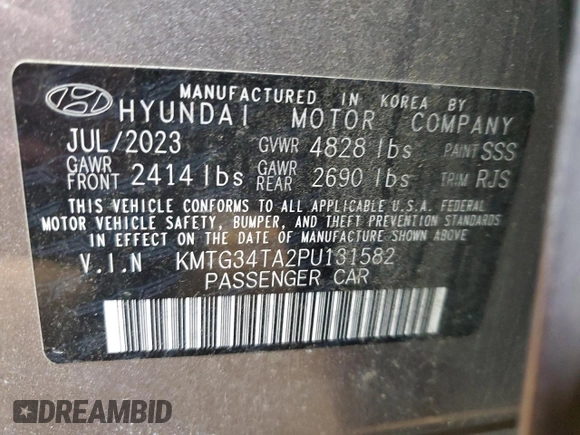 MANUFACTURED IN KOREA BY
HYUNDAI MOTOR COMPANY
JUL/2023 GVWR 4828 lbs PAINT SSS
GAWR FRONT 2414 lbs GAWR REAR 2690 lbs TRIM RJS
THIS VEHICLE CONFORMS TO ALL APPLICABLE U.S.A. FEDERAL
MOTOR VEHICLE SAFETY, BUMPER, AND THEFT PREVENTION STANDARDS
IN EFFECT ON THE DATE OF MANUFACTURE SHOWN ABOVE
V.I.N KMTG34TA2PU131582
PASSENGER CAR
DREAMBID